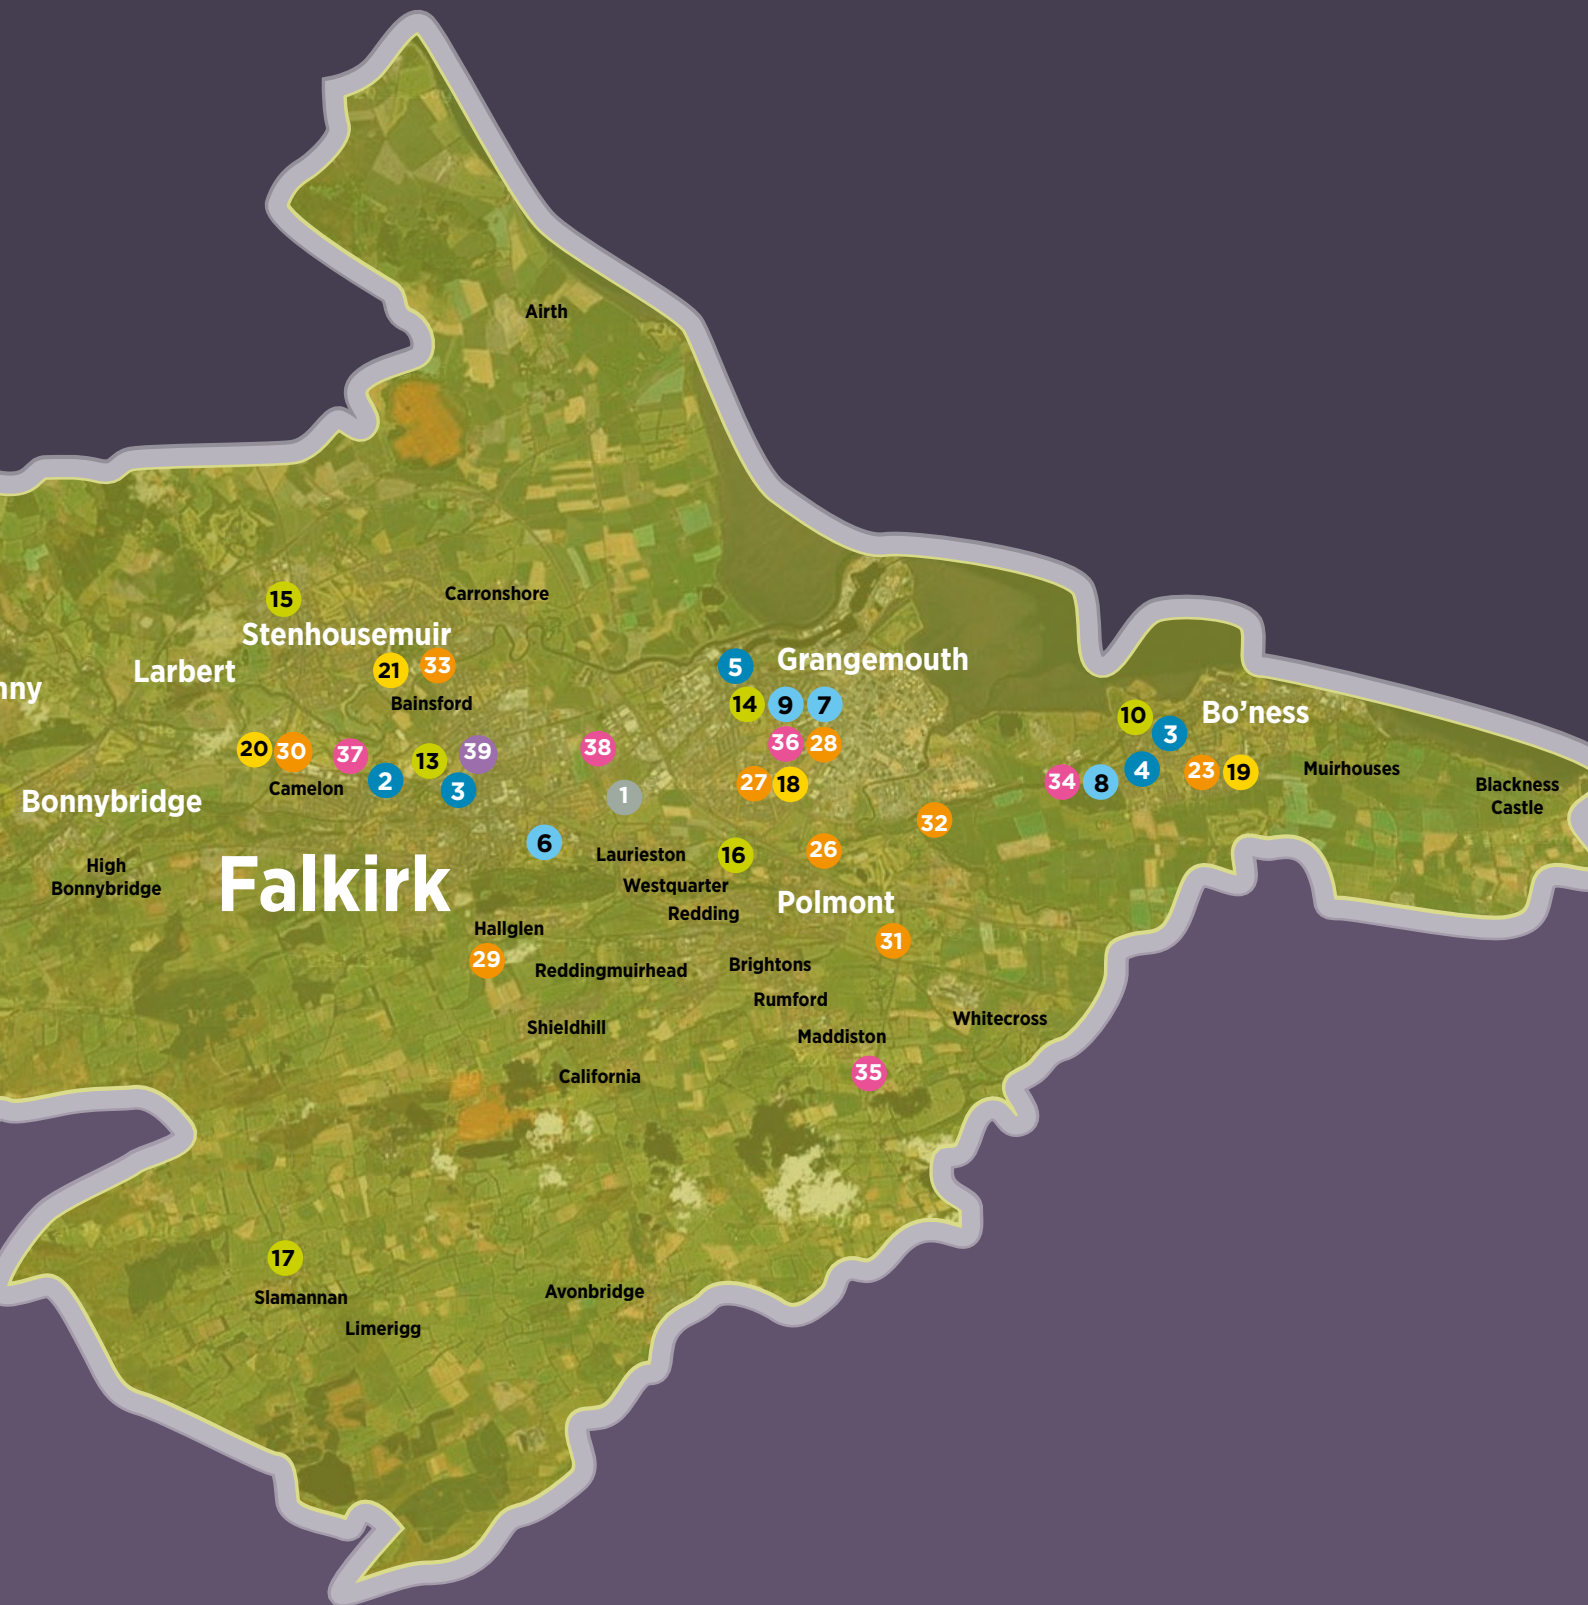 Airth
15
Carronshore
Stenhousemuir
Larbert
21
33
5
Grangemouth
nny
Bainsford
14
9
7
10
Bo'ness
3
20
30
37
13
39
38
36
28
Camelon
2
3
1
27
18
34
8
4
23
19
Muirhouses
Blackness
Castle
Bonnybridge
32
6
Laurieston
16
26
High
Bonnybridge
Falkirk
Westquarter
Redding
Polmont
Hallglen
29
31
Reddingmuirhead
Brightons
Rumford
Shieldhill
Maddiston
Whitecross
California
35
17
Slamannan
Avonbridge
Limerigg